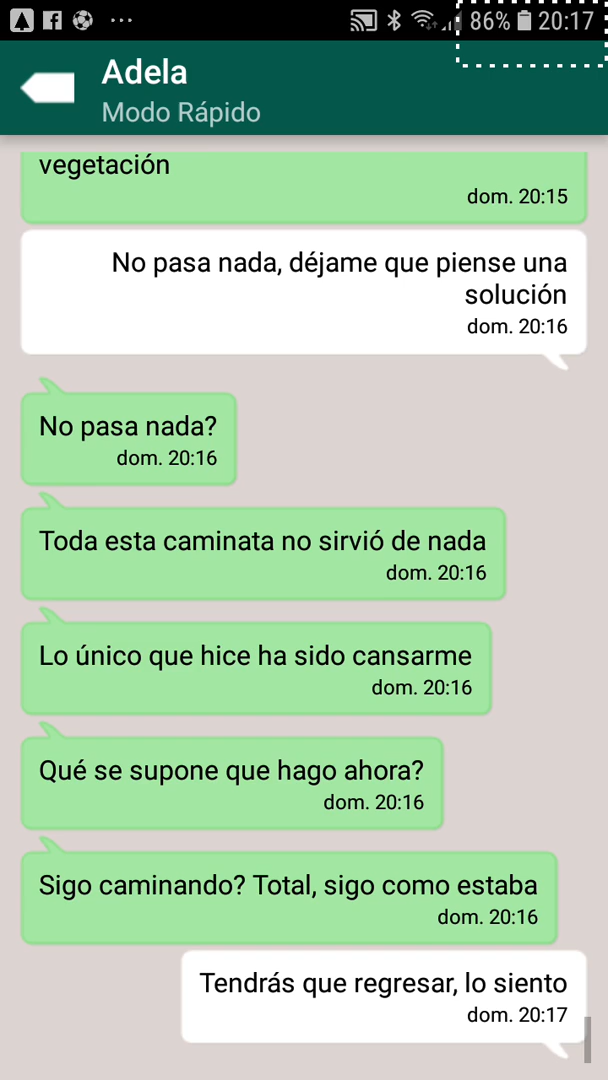 86% 20:17
Adela
Modo Rápido
vegetación
dom. 20:15
No pasa nada, déjame que piense una
solución
dom. 20:16
No pasa nada?
dom. 20:16
Toda esta caminata no sirvió de nada
dom. 20:16
Lo único que hice ha sido cansarme
dom. 20:16
Qué se supone que hago ahora?
dom. 20:16
Sigo caminando? Total, sigo como estaba
dom. 20:16
Tendrás que regresar, lo siento
dom. 20:17